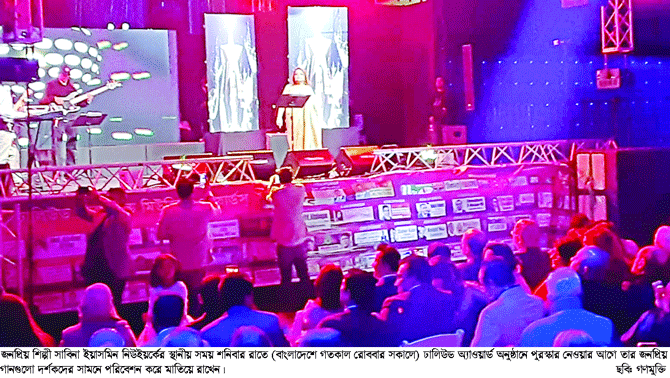 জনপ্রিয় শিল্পী সাবিনা ইয়াসমিন নিউইয়র্কের স্থানীয় সময় শনিবার রাতে (বাংলাদেশে গতকাল রোববার সকালে) ঢালিউড অ্যাওয়ার্ড অনুষ্ঠানে পুরস্কার নেওয়ার আগে তার জনপ্রিয়
গানগুলো দর্শকদের সামনে পরিবেশন করে মাতিয়ে রাখেন। ছবি: গণমুক্তি